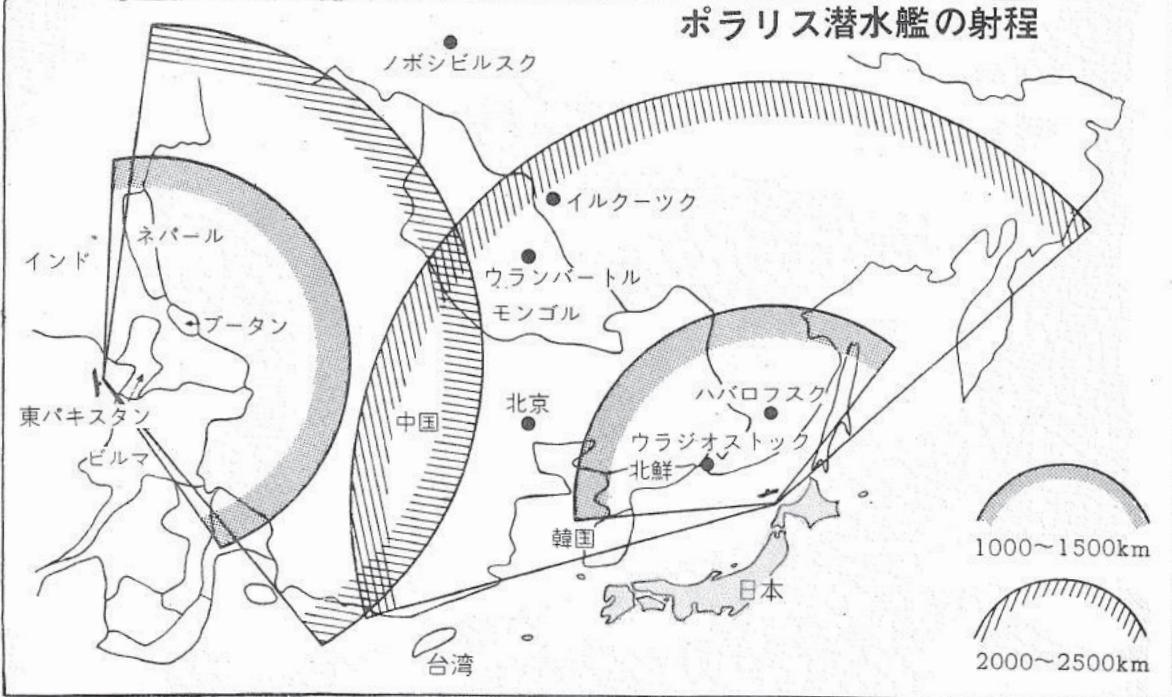 ポラリス潜水艦の射程
ノボシビルスク
イルクーツク
ネパール
インド
ウランバートル
モンゴル
ブータン
ハバロフスク
北京
中国
東パキスタン
ウラジオストック
ビルマ
北鮮
韓国
1000〜1500km
日本
台湾
2000〜2500km